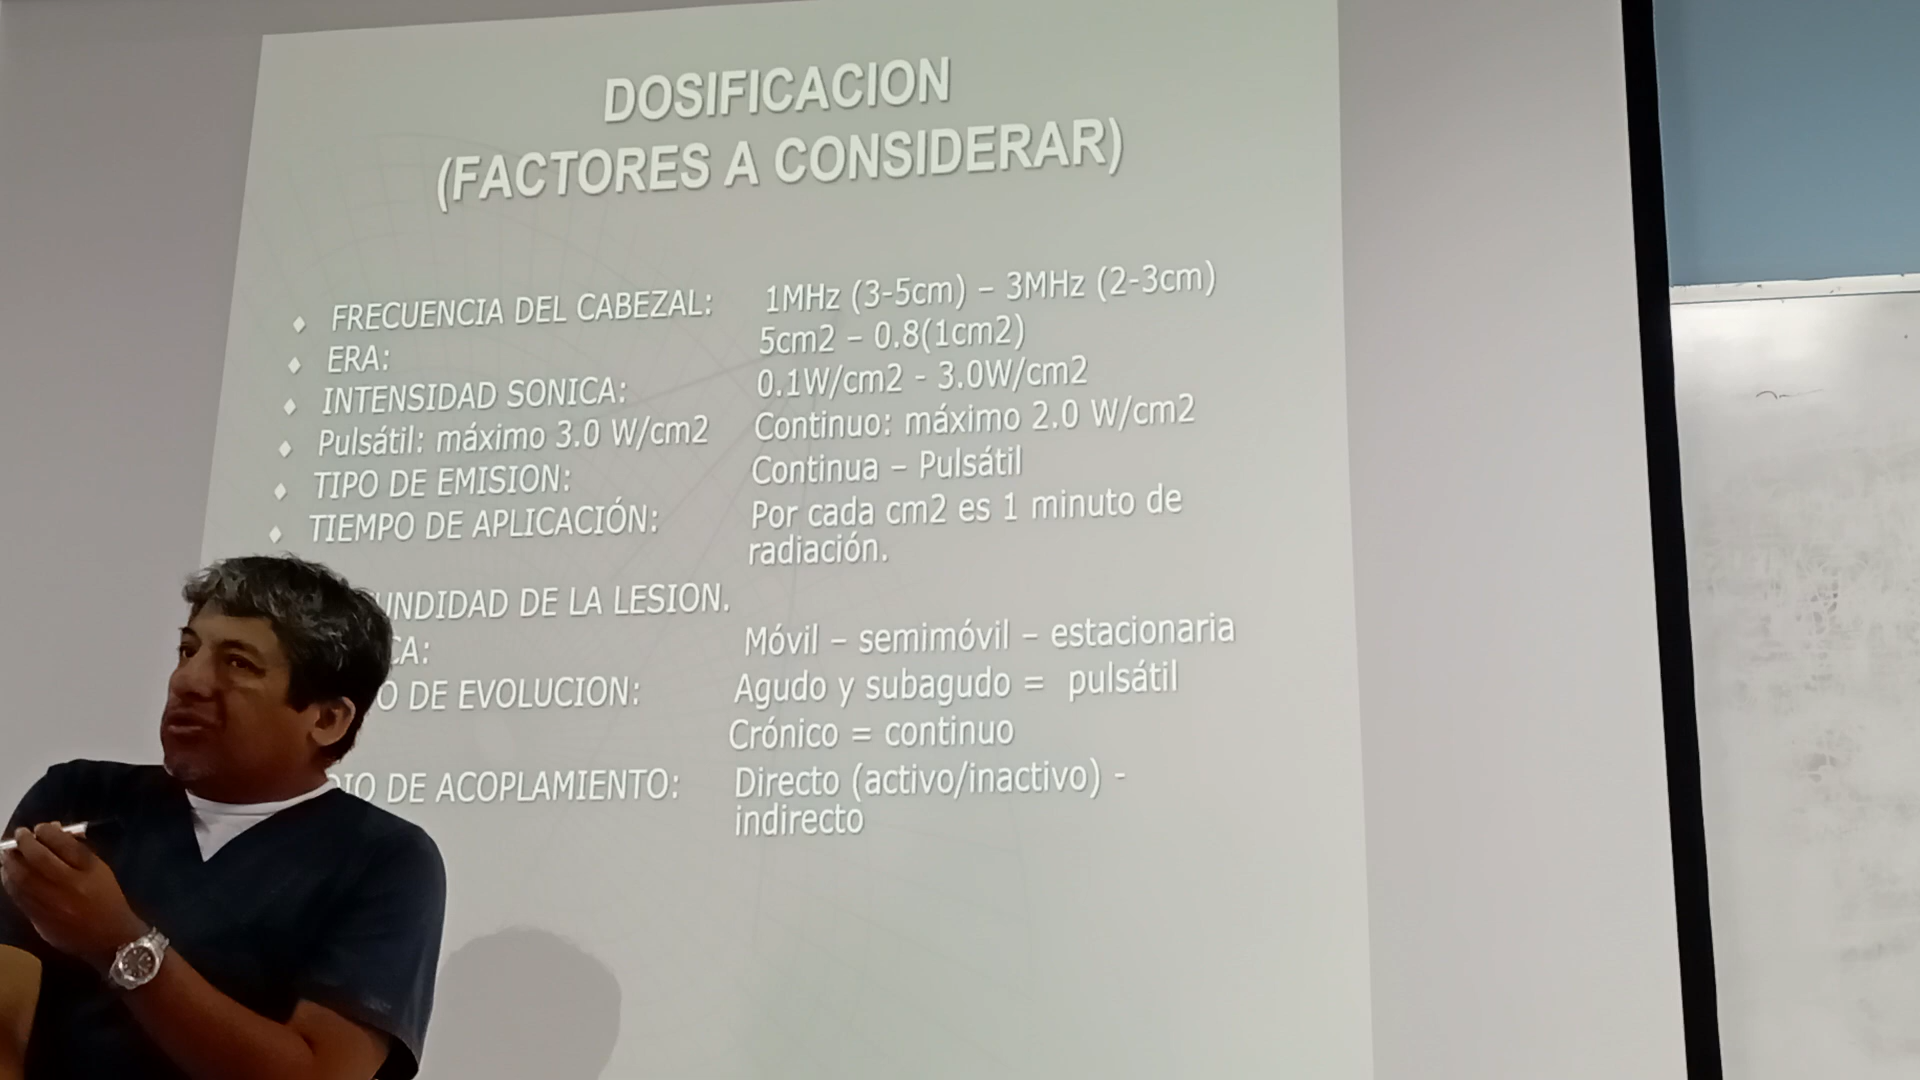 DOSIFICACION
(FACTORES A CONSIDERAR)
FRECUENCIA DEL CABEZAL: 1MHz (3-5cm) – 3MHz (2-3cm)
ERA: 5cm2 – 0.8(1cm2)
INTENSIDAD SONICA: 0.1W/cm2 - 3.0W/cm2
Pulsátil: máximo 3.0 W/cm2 Continuo: máximo 2.0 W/cm2
TIPO DE EMISION: Continua – Pulsátil
TIEMPO DE APLICACIÓN: Por cada cm2 es 1 minuto de
radiación.
UNDIDAD DE LA LESION.
CA: Móvil – semimóvil – estacionaria
O DE EVOLUCION: Agudo y subagudo = pulsátil
Crónico = continuo
DIO DE ACOPLAMIENTO: Directo (activo/inactivo) -
indirecto